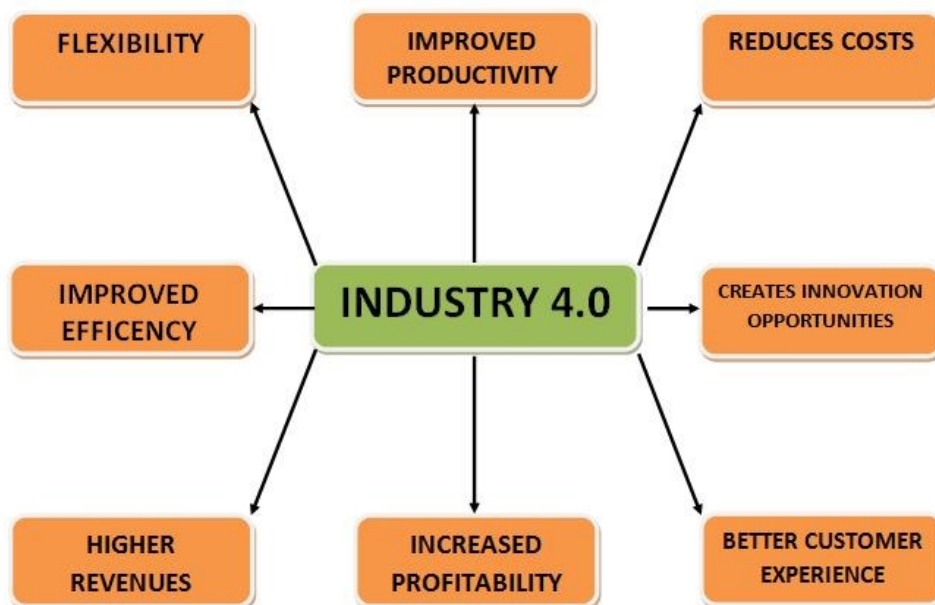 FLEXIBILITY
IMPROVED
PRODUCTIVITY
REDUCES COSTS
IMPROVED
EFFICENCY
INDUSTRY 4.0
CREATES INNOVATION
OPPORTUNITIES
HIGHER
REVENUES
INCREASED
PROFITABILITY
BETTER CUSTOMER
EXPERIENCE